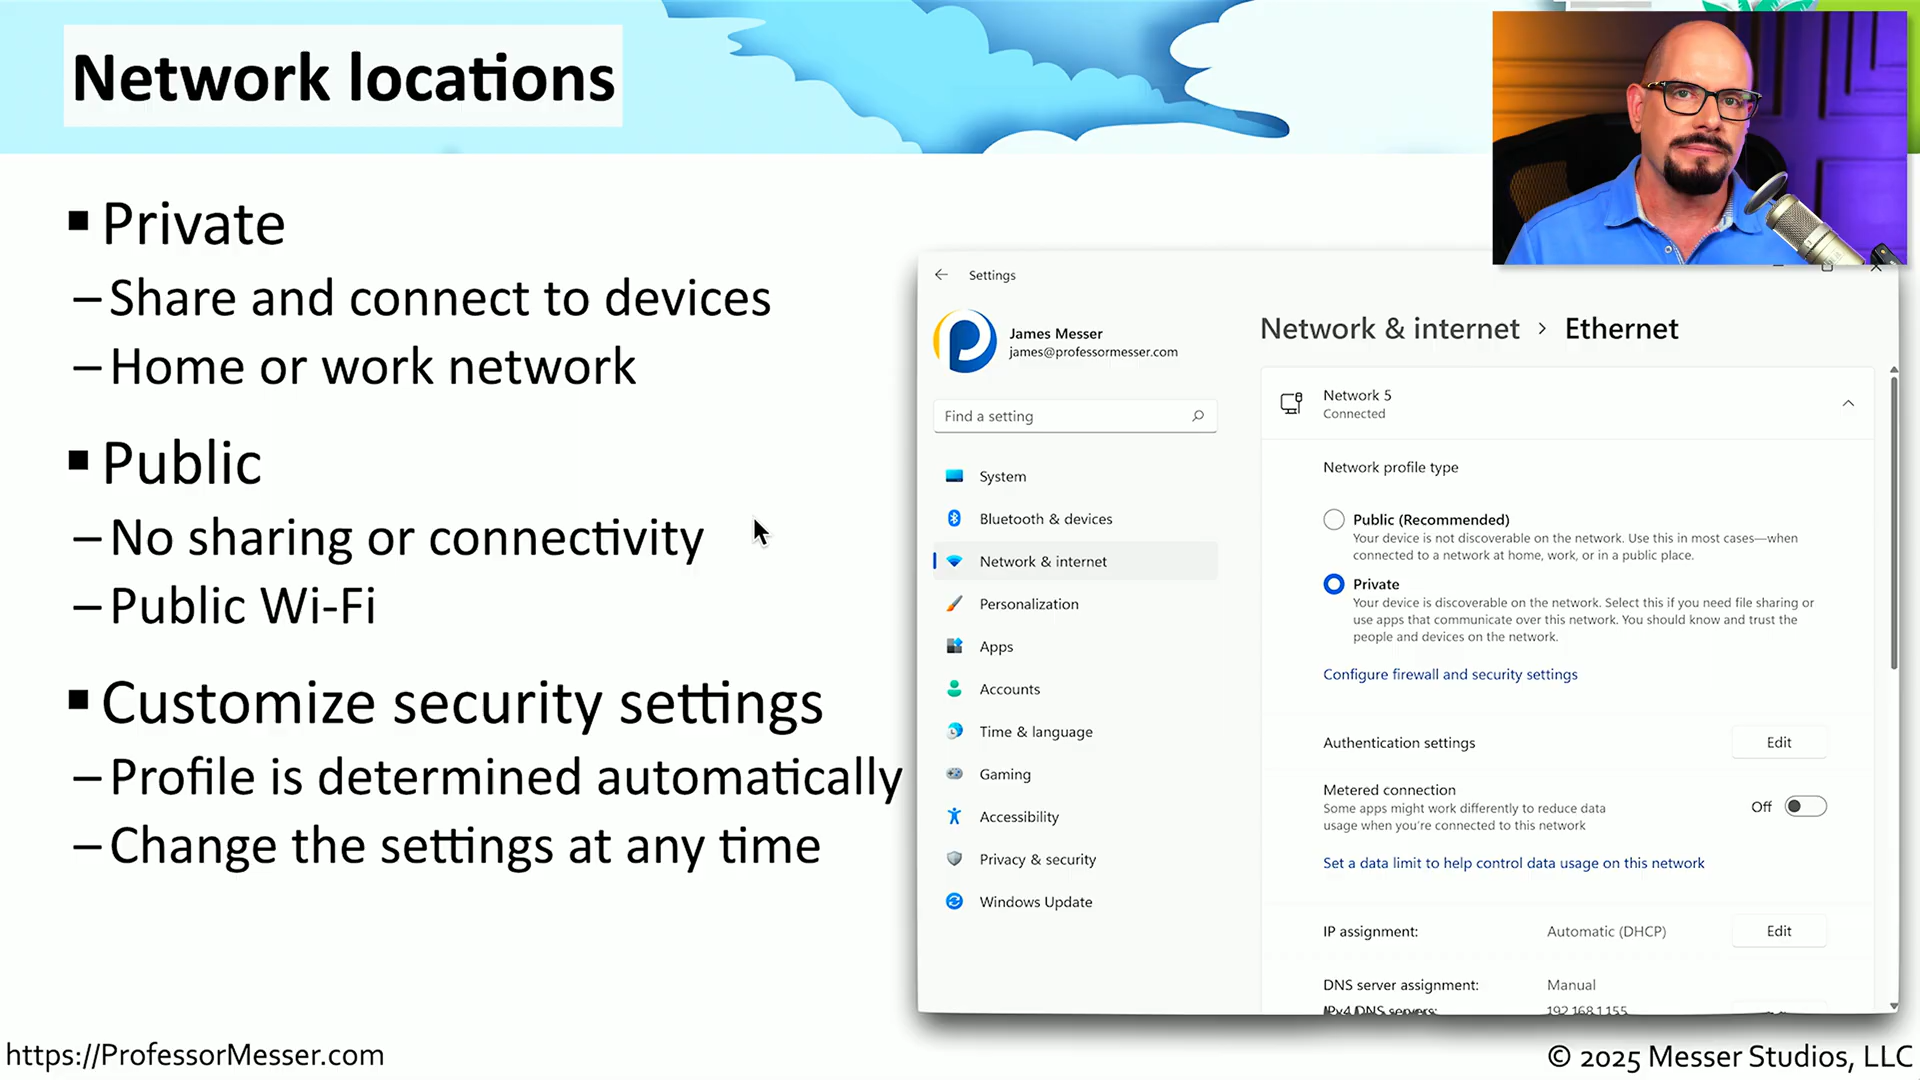 Network locations
▪ Private
– Share and connect to devices
– Home or work network
▪ Public
– No sharing or connectivity
– Public Wi-Fi
▪ Customize security settings
– Profile is determined automatically
– Change the settings at any time
Settings
James Messer
james@professormesser.com
Find a setting
System
Bluetooth & devices
Network & internet
Personalization
Apps
Accounts
Time & language
Gaming
Accessibility
Privacy & security
Windows Update
Network & internet › Ethernet
Network 5
Connected
Network profile type
Public (Recommended)
Your device is not discoverable on the network. Use this in most cases—when
connected to a network at home, work, or in a public place.
Private
Your device is discoverable on the network. Select this if you need file sharing or
use apps that communicate over this network. You should know and trust the
people and devices on the network.
Configure firewall and security settings
Authentication settings Edit
Metered connection
Some apps might work differently to reduce data
usage when you're connected to this network
Off
Set a data limit to help control data usage on this network
IP assignment: Automatic (DHCP) Edit
DNS server assignment: Manual
IPv4 DNS servers: 192.168.1.155
https://ProfessorMesser.com
© 2025 Messer Studios, LLC